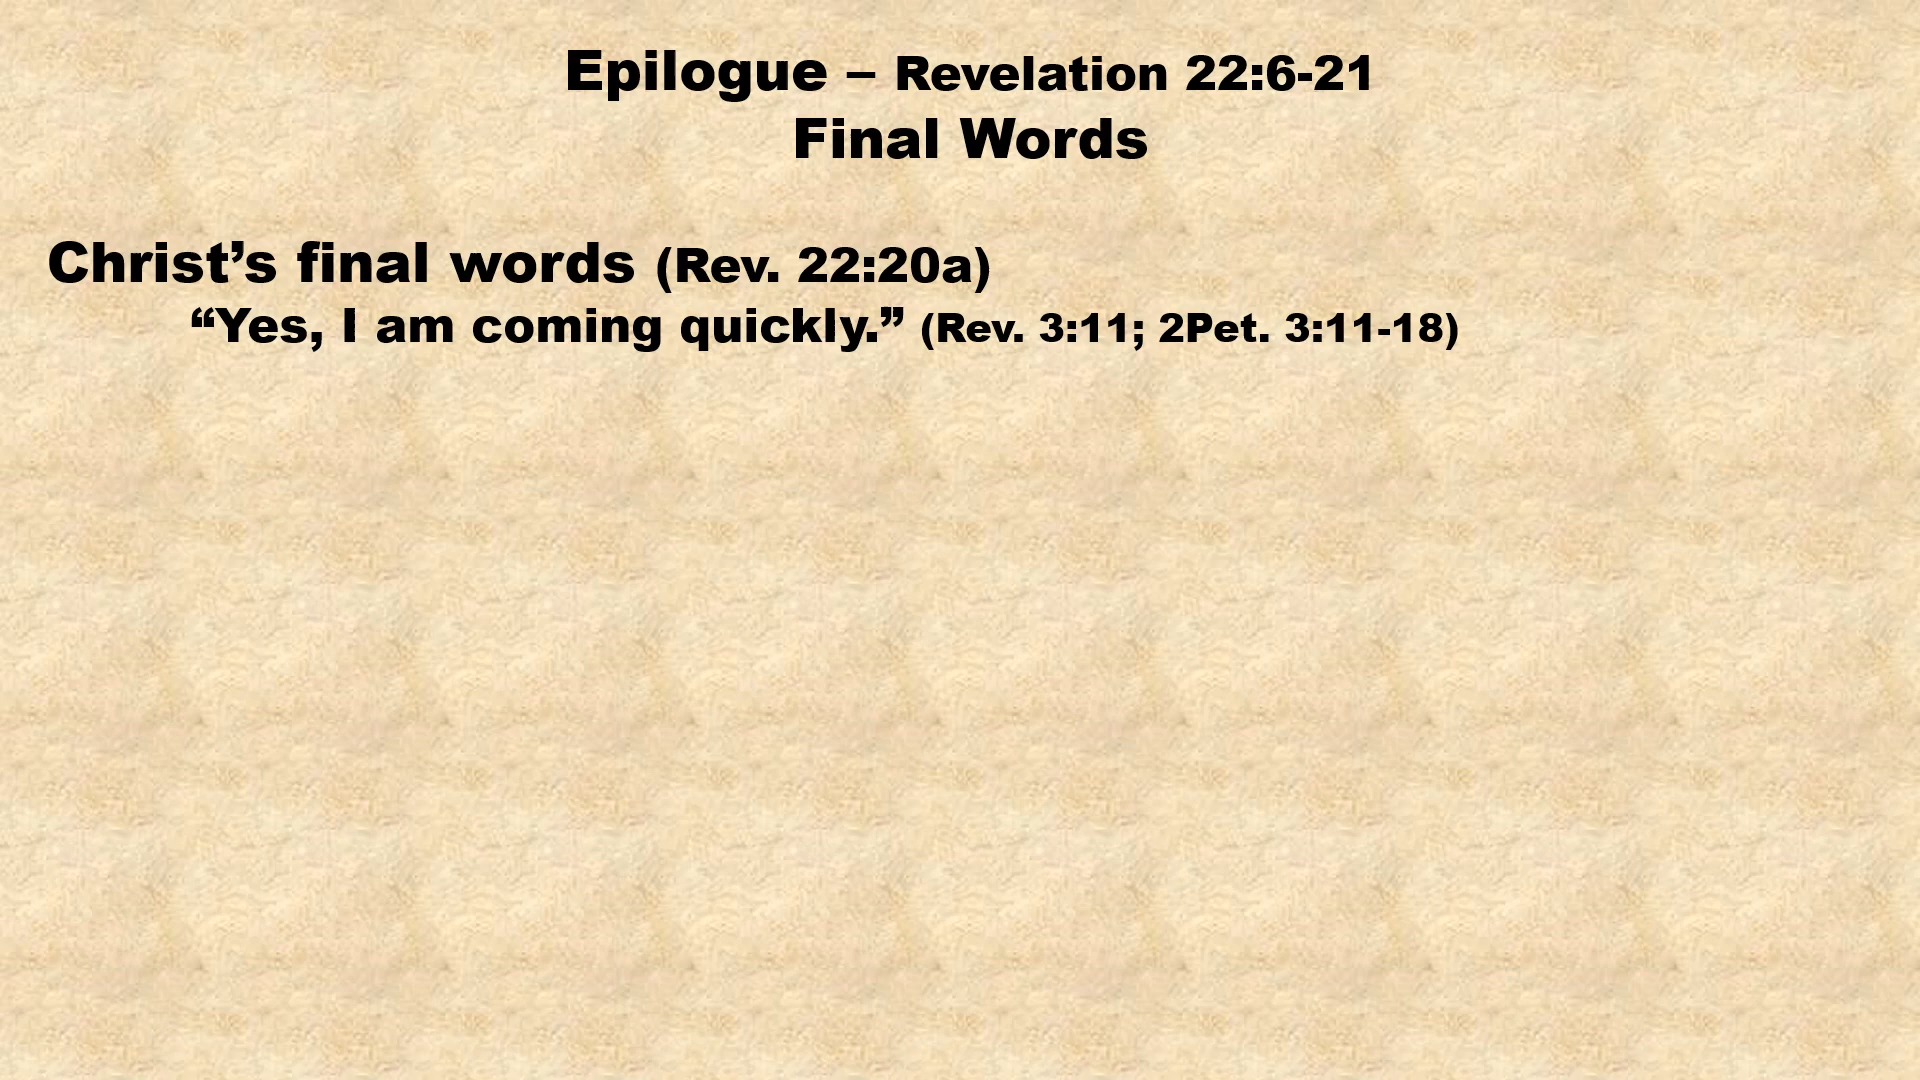 Epilogue – Revelation 22:6-21
Final Words
Christ’s final words (Rev. 22:20a)
“Yes, I am coming quickly.” (Rev. 3:11; 2Pet. 3:11-18)